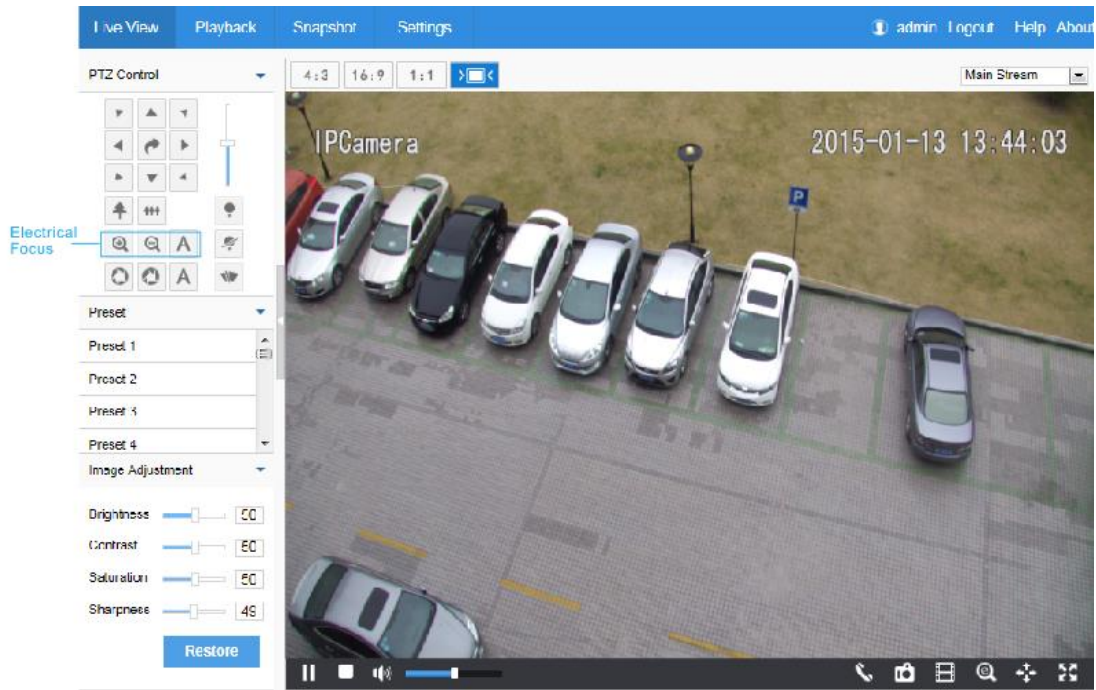 Live View Playback Snapshot Settings admin Logout Help About
PTZ Control
4:3 16:9 1:1
Main Stream
IPCamera 2015-01-13 13:44:03
P
Electrical
Focus
A
A
Preset
Preset 1
Preset 2
Preset 3
Preset 4
Image Adjustment
Brightness 50
Contrast 50
Saturation 50
Sharpness 49
Restore